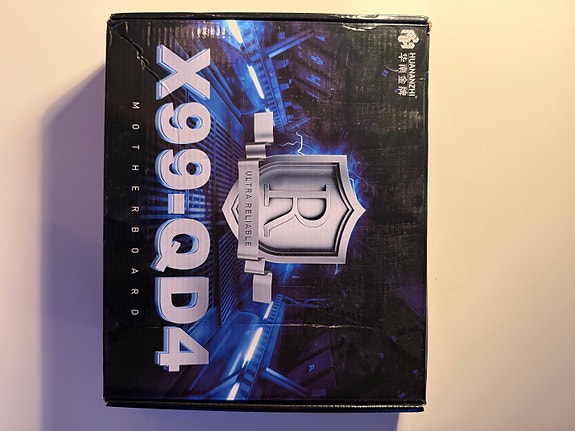 HUANANZHI
华南金牌
R
ULTRA RELIABLE
X99-QD4
MOTHERBOARD